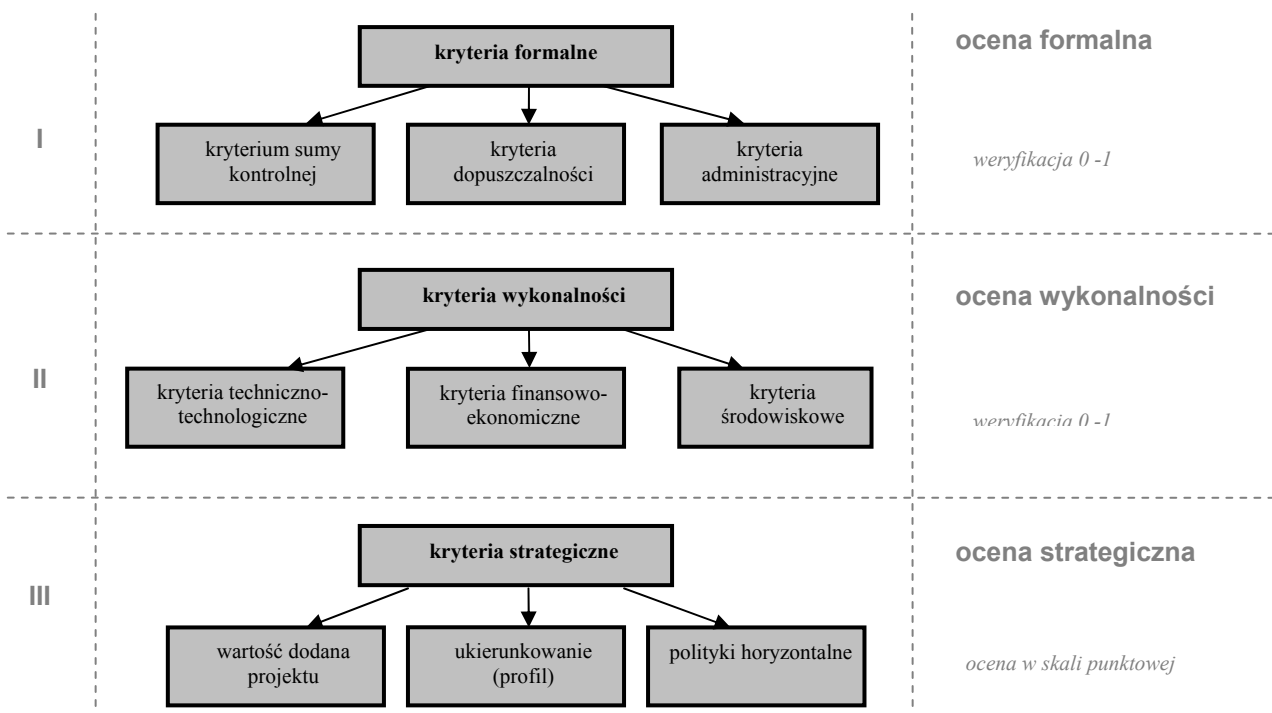 kryteria formalne
ocena formalna
I
kryterium sumy
kontrolnej
kryteria
dopuszczalności
kryteria
administracyjne
weryfikacja 0 -1
kryteria wykonalności
ocena wykonalności
II
kryteria techniczno-
technologiczne
kryteria finansowo-
ekonomiczne
kryteria
środowiskowe
weryfikacja 0 -1
kryteria strategiczne
ocena strategiczna
III
wartość dodana
projektu
ukierunkowanie
(profil)
polityki horyzontalne
ocena w skali punktowej